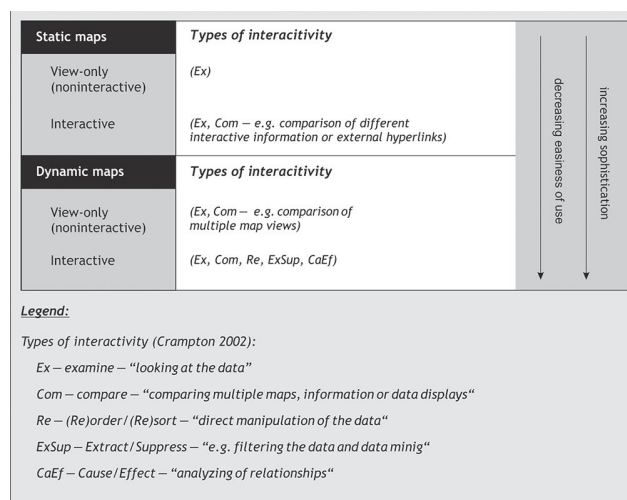 Static maps
Types of interacitivity
View-only
(noninteractive)
(Ex)
Interactive
(Ex, Com — e.g. comparison of different
interactive information or external hyperlinks)
Dynamic maps
Types of interacitivity
View-only
(noninteractive)
(Ex, Com — e.g. comparison of
multiple map views)
Interactive
(Ex, Com, Re, ExSup, CaEf)
decreasing easiness of use
increasing sophistication
Legend:
Types of interactivity (Crampton 2002):
Ex — examine — “looking at the data”
Com — compare — “comparing multiple maps, information or data displays“
Re — (Re)order/(Re)sort — “direct manipulation of the data“
ExSup — Extract/Suppress — “e.g. filtering the data and data minig“
CaEf — Cause/Effect — “analyzing of relationships“